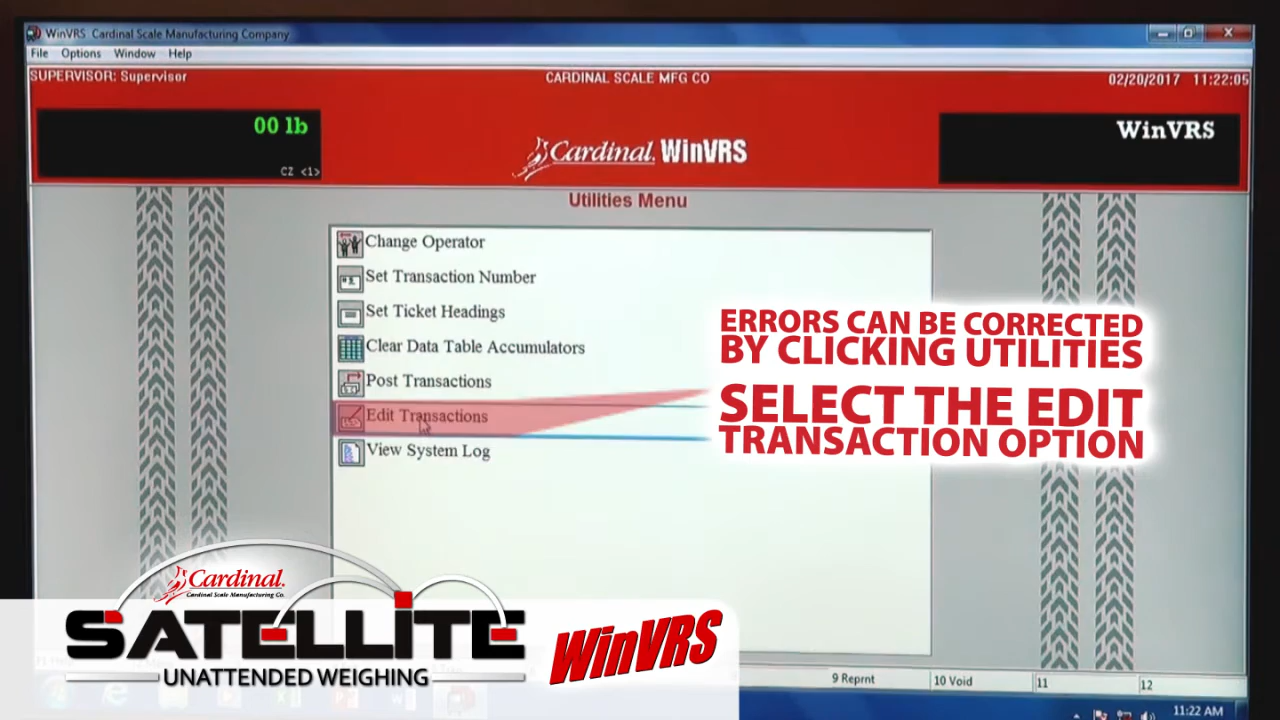 WinVRS Cardinal Scale Manufacturing Company
File Options Window Help
SUPERVISOR: Supervisor
CARDINAL SCALE MFG CO
02/20/2017 11:22:05
00 lb
CZ <1>
Cardinal. WinVRS
WinVRS
Utilities Menu
Change Operator
Set Transaction Number
Set Ticket Headings
Clear Data Table Accumulators
Post Transactions
Edit Transactions
View System Log
ERRORS CAN BE CORRECTED
BY CLICKING UTILITIES
SELECT THE EDIT
TRANSACTION OPTION
Cardinal.
Cardinal Scale Manufacturing Co.
SATELLITE
UNATTENDED WEIGHING
WinVRS
9 Reprnt
10 Void
11
12
11:22 AM